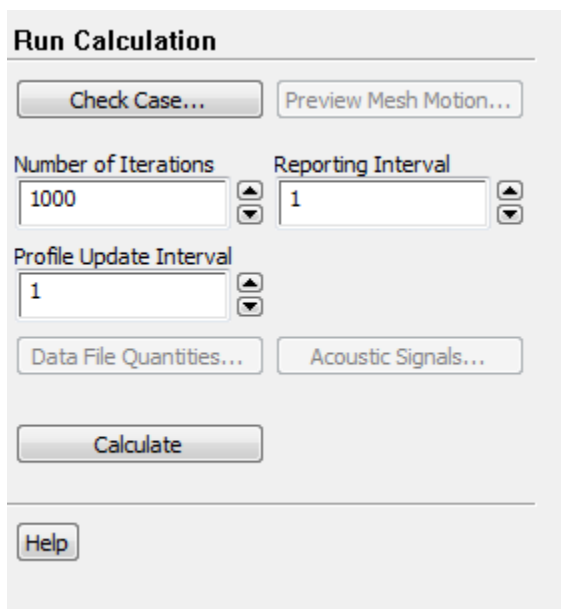 Run Calculation
Check Case... Preview Mesh Motion...
Number of Iterations Reporting Interval
1000 1
Profile Update Interval
1
Data File Quantities... Acoustic Signals...
Calculate
Help